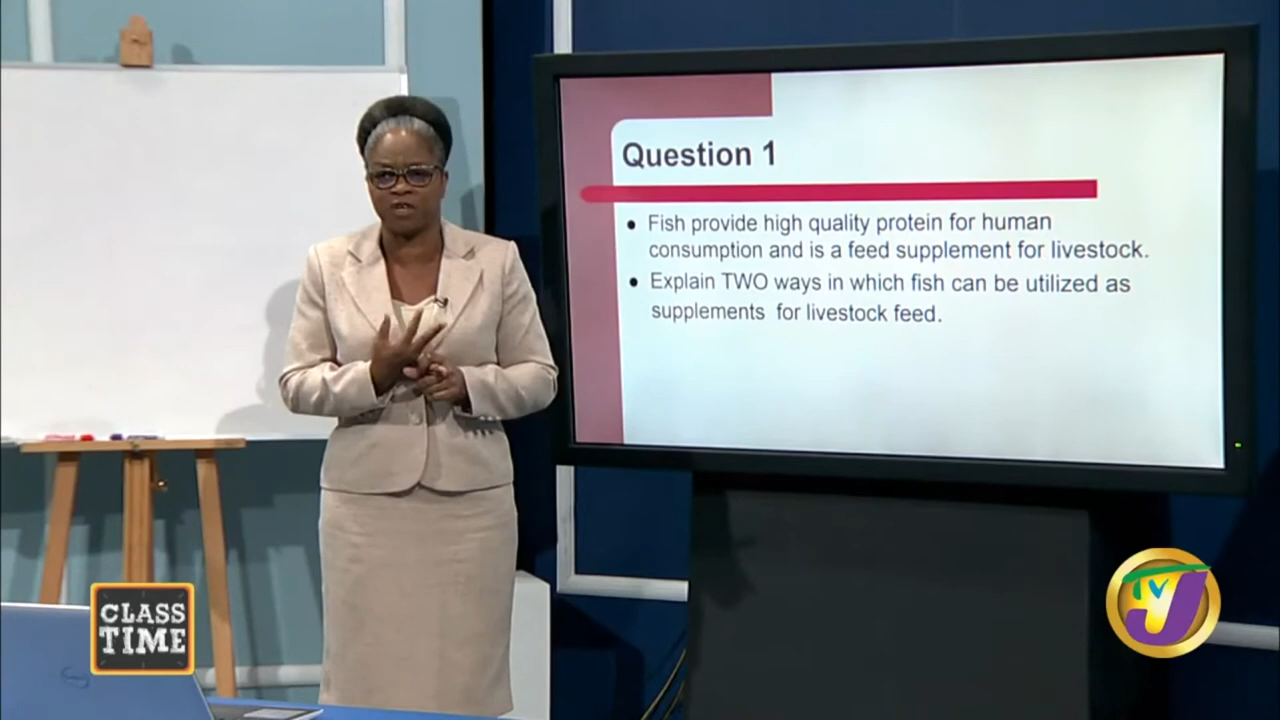 Question 1
• Fish provide high quality protein for human
consumption and is a feed supplement for livestock.
• Explain TWO ways in which fish can be utilized as
supplements for livestock feed.
CLASS
TIME
TVJ